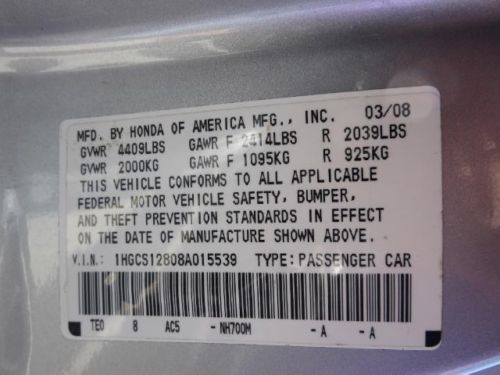 MFD. BY HONDA OF AMERICA MFG., INC. 03/08
GVWR 4409LBS GAWR F 2414LBS R 2039LBS
GVWR 2000KG GAWR F 1095KG R 925KG
THIS VEHICLE CONFORMS TO ALL APPLICABLE
FEDERAL MOTOR VEHICLE SAFETY, BUMPER,
AND THEFT PREVENTION STANDARDS IN EFFECT
ON THE DATE OF MANUFACTURE SHOWN ABOVE.
V.I.N.: 1HGCS12808A015539 TYPE: PASSENGER CAR
TE0 8 AC5 -NH700M -A -A